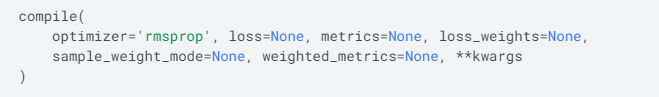 compile(
    optimizer='rmsprop', loss=None, metrics=None, loss_weights=None,
    sample_weight_mode=None, weighted_metrics=None, **kwargs
)